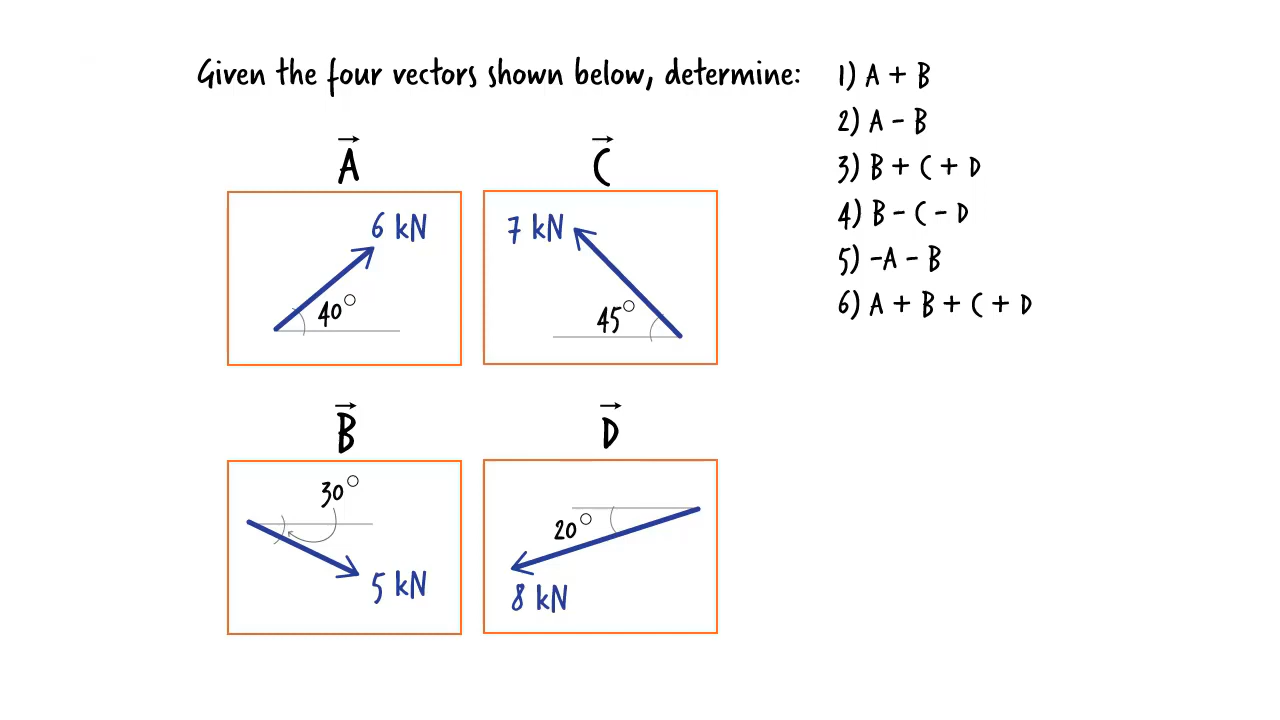 Given the four vectors shown below, determine:
1) A + B
2) A - B
3) B + C + D
4) B - C - D
5) -A - B
6) A + B + C + D
A
6 kN
40°
C
7 kN
45°
B
30°
5 kN
D
20°
8 kN